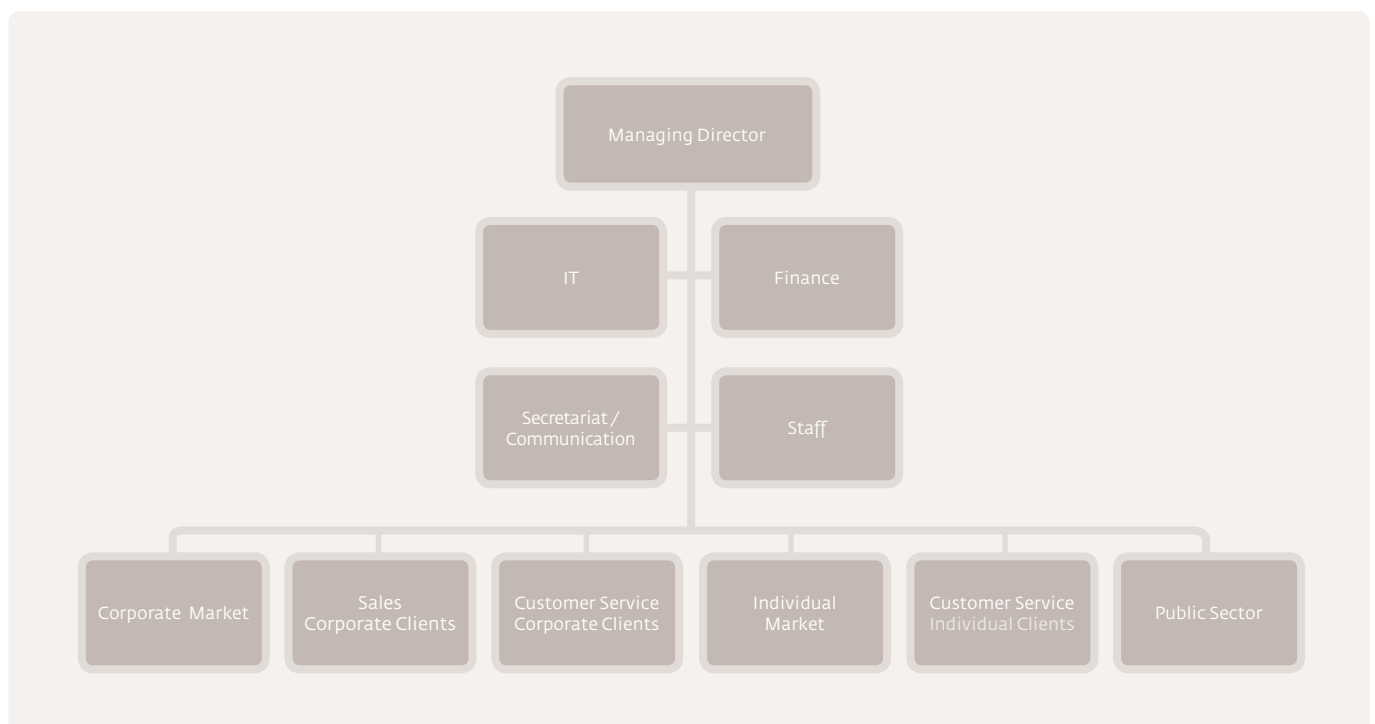 Managing Director
IT
Finance
Secretariat /
Communication
Staff
Corporate Market
Sales
Corporate Clients
Customer Service
Corporate Clients
Individual
Market
Customer Service
Individual Clients
Public Sector